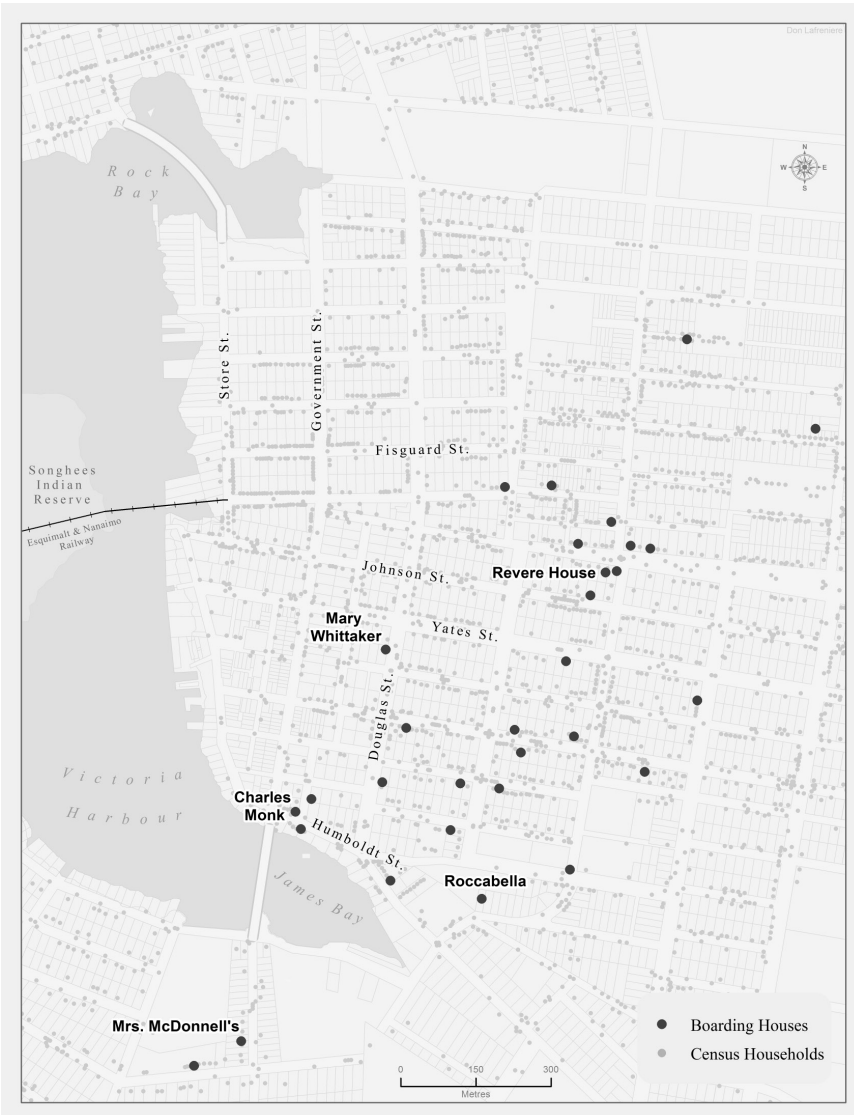 Don Lafreniere
Rock
Bay
N
W
E
S
Store St.
Government St.
Fisguard St.
Songhees
Indian
Reserve
Esquimalt & Nanaimo
Railway
Johnson St.
Revere House
Mary
Whittaker
Yates St.
Douglas St.
Victoria
Harbour
Charles
Monk
Humboldt St.
James Bay
Roccabella
Mrs. McDonnell's
Boarding Houses
Census Households
0 150 300
Metres